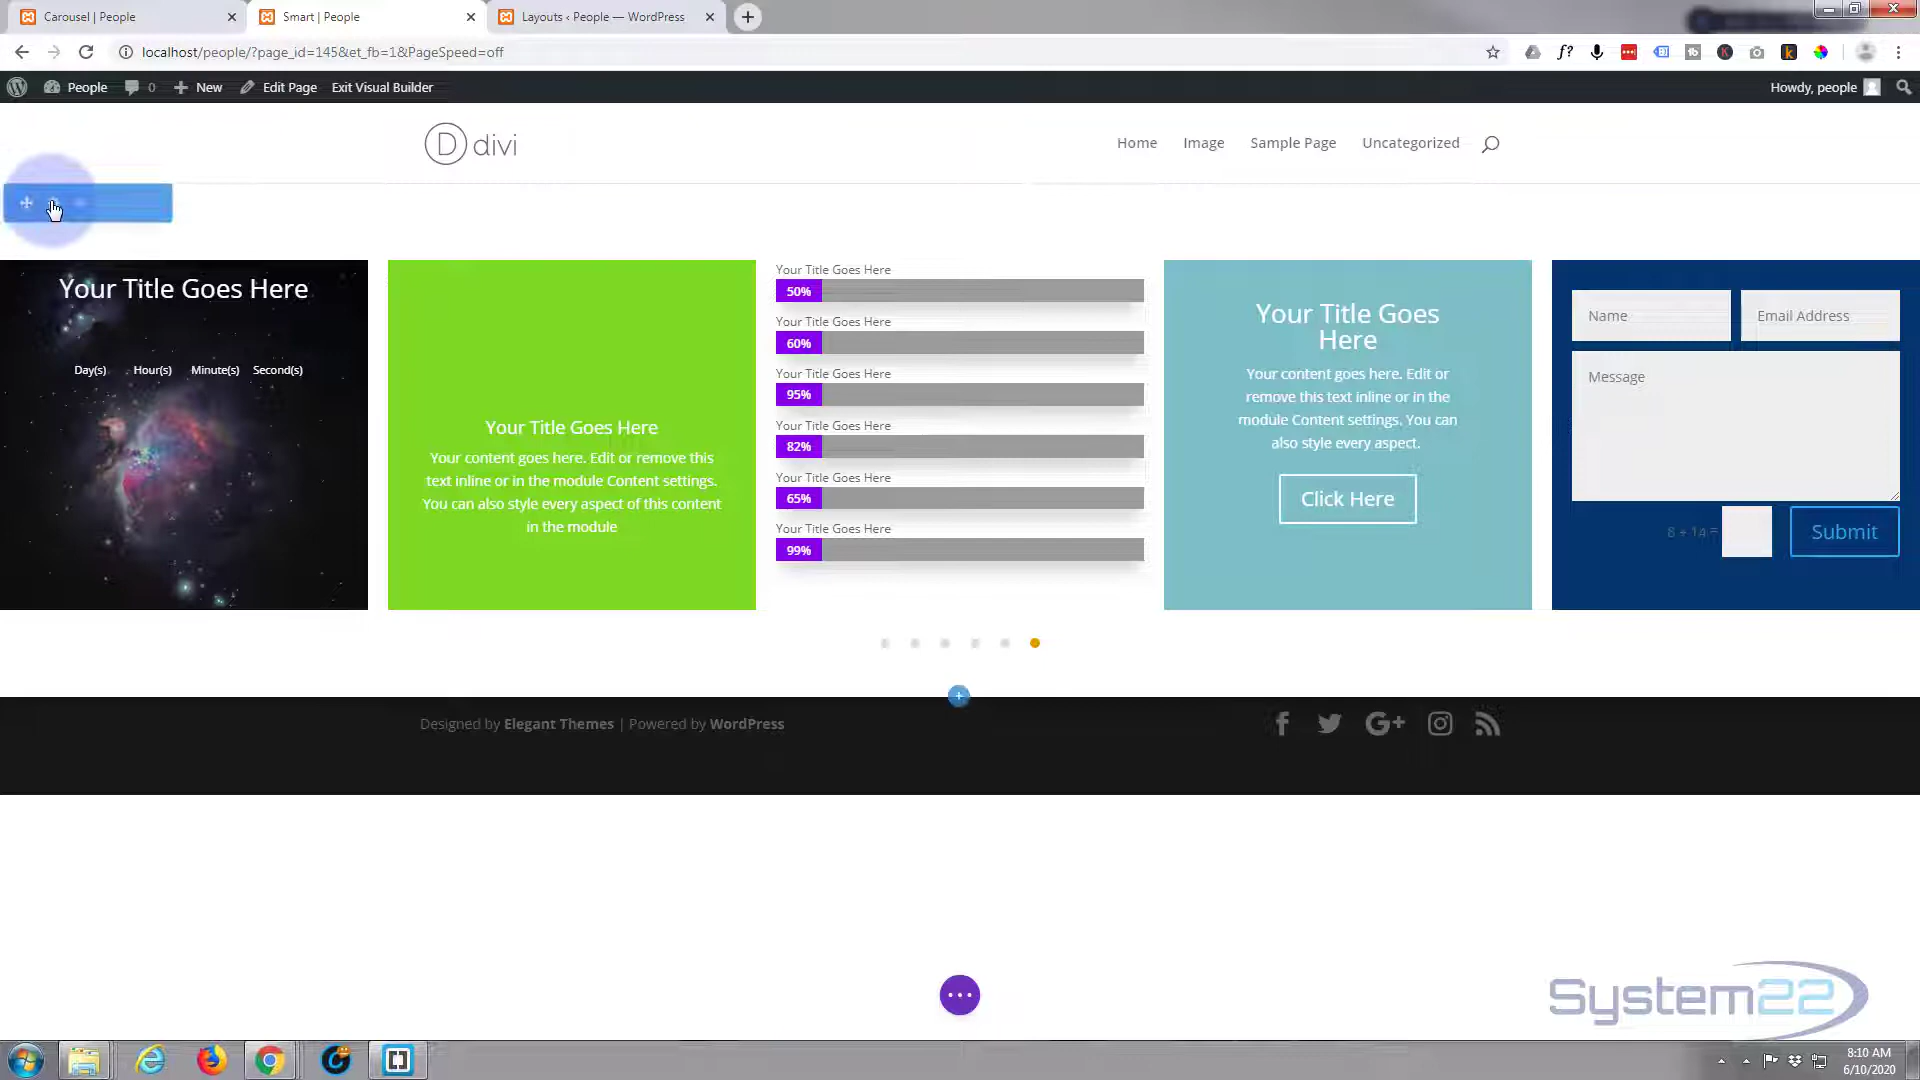 Carousel | People
Smart | People
Layouts ‹ People — WordPress
localhost/people/?page_id=145&et_fb=1&PageSpeed=off
People 0 New Edit Page Exit Visual Builder
Howdy, people
D divi
Home Image Sample Page Uncategorized
Your Title Goes Here
Day(s) Hour(s) Minute(s) Second(s)
Your Title Goes Here
Your content goes here. Edit or remove this
text inline or in the module Content settings.
You can also style every aspect of this content
in the module
Your Title Goes Here
50%
Your Title Goes Here
60%
Your Title Goes Here
95%
Your Title Goes Here
82%
Your Title Goes Here
65%
Your Title Goes Here
99%
Your Title Goes
Here
Your content goes here. Edit or
remove this text inline or in the
module Content settings. You can
also style every aspect.
Click Here
Name
Email Address
Message
8 + 14 =
Submit
Designed by Elegant Themes | Powered by WordPress
System22
8:10 AM
6/10/2020